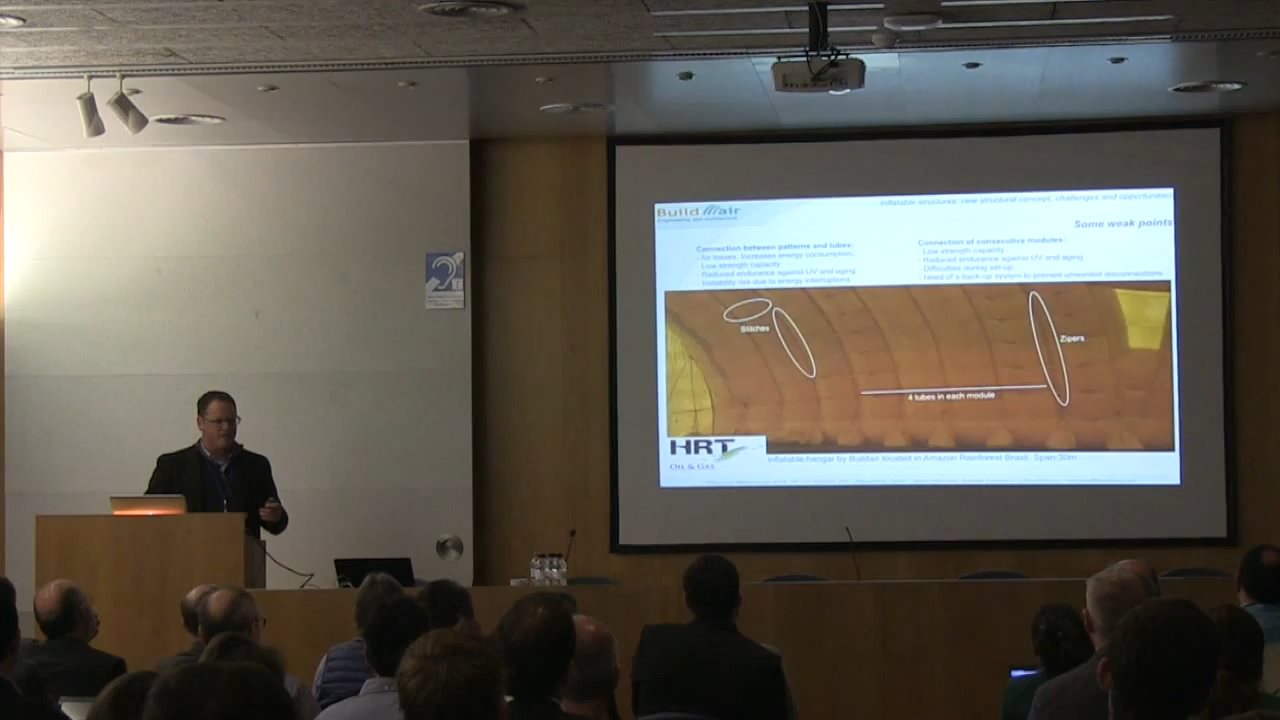 Build air
Engineering and architecture
Inflatable structures: new structural concept, challenges and opportunities
Some weak points
Connection between patterns and tubes:
- Air losses. Increases energy consumption.
- Low strength capacity
- Reduced endurance against UV and aging
- Instability risk due to energy interruptions
Connection of consecutive modules:
- Low strength capacity
- Reduced endurance against UV and aging
- Difficulties during set-up
- Need of a back-up system to prevent unwanted disconnections
Stitches
Zipers
4 tubes in each module
HRT
OIL & GAS
Inflatable hangar by Buildair located in Amazon Rainforest Brasil. Span:30m